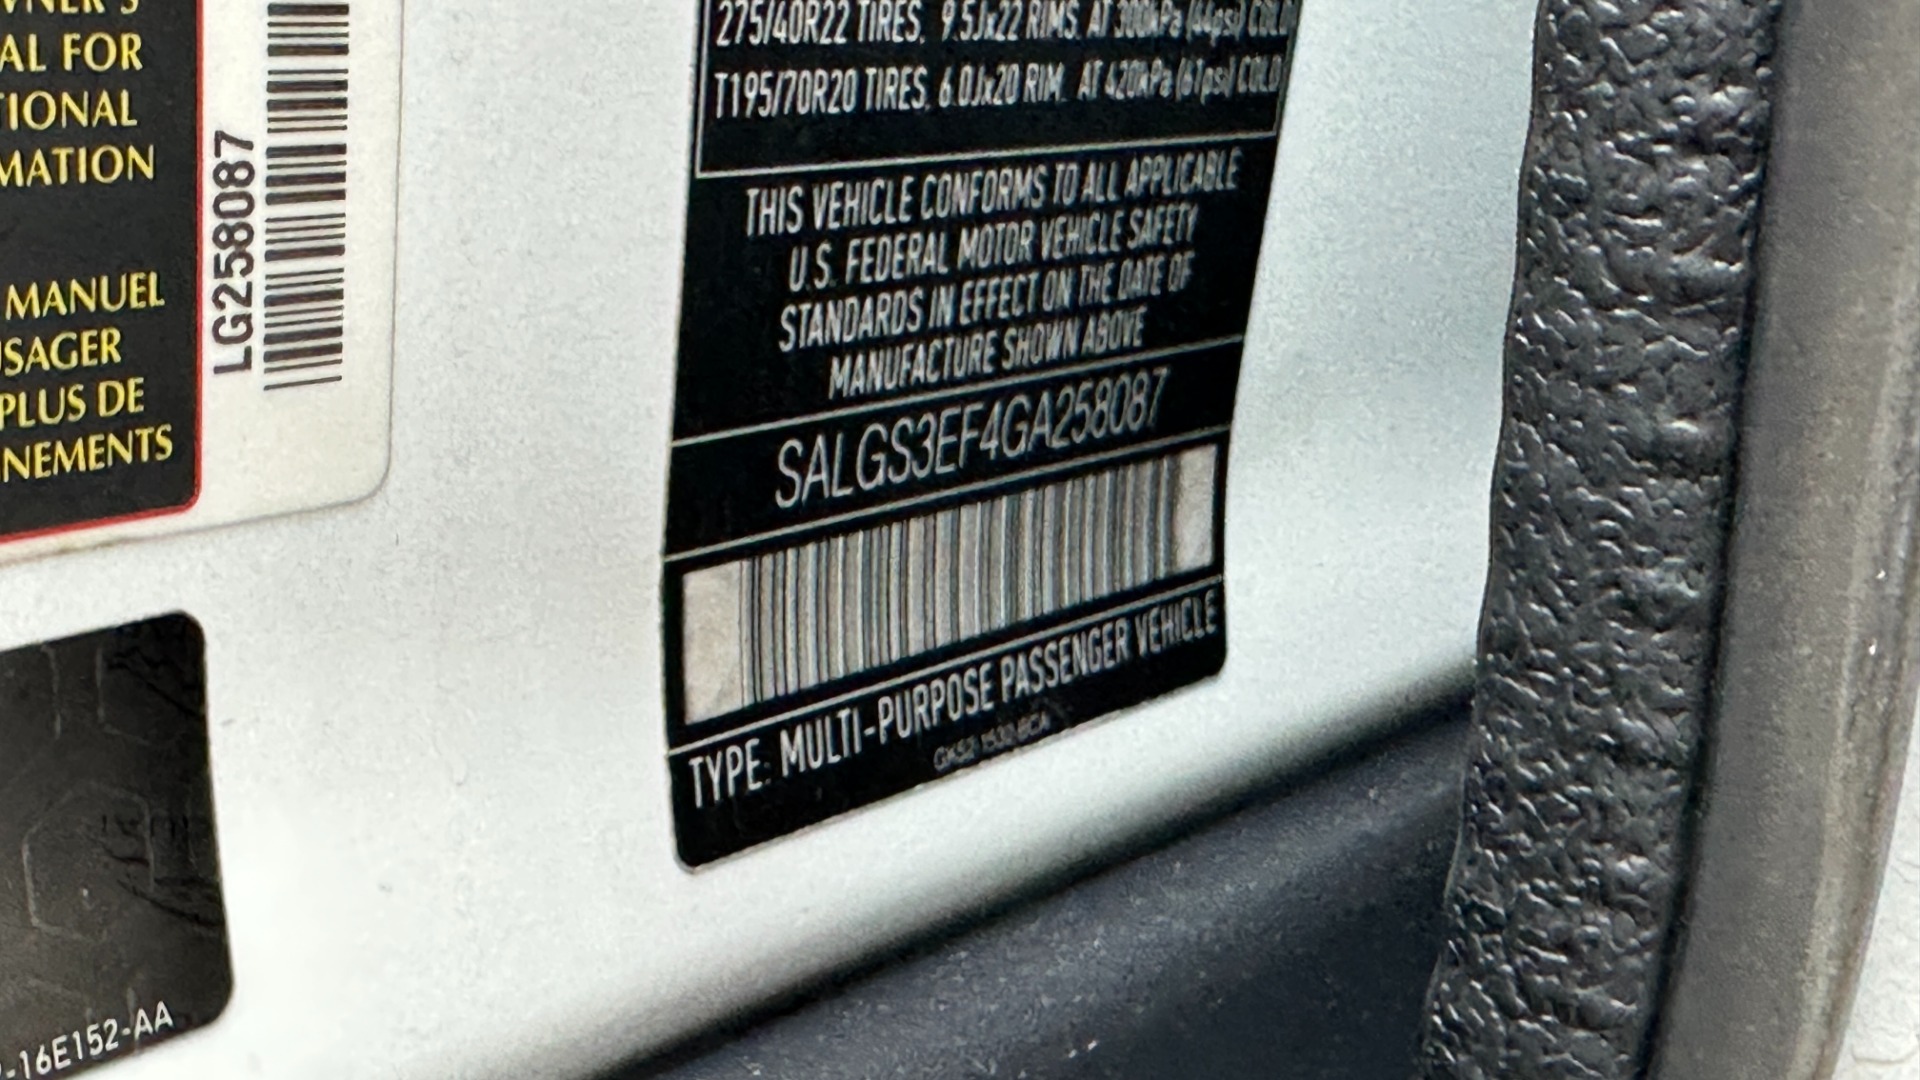 WNER'S
AL FOR
TIONAL
MATION
MANUEL
USAGER
PLUS DE
NEMENTS
LG258087
-16E152-AA
275/40R22 TIRES, 9.5Jx22 RIMS, AT 300kPa (44psi) COLD
T195/70R20 TIRES, 6.0Jx20 RIM, AT 420kPa (61psi) COLD
THIS VEHICLE CONFORMS TO ALL APPLICABLE
U.S. FEDERAL MOTOR VEHICLE SAFETY
STANDARDS IN EFFECT ON THE DATE OF
MANUFACTURE SHOWN ABOVE
SALGS3EF4GA258087
TYPE: MULTI-PURPOSE PASSENGER VEHICLE